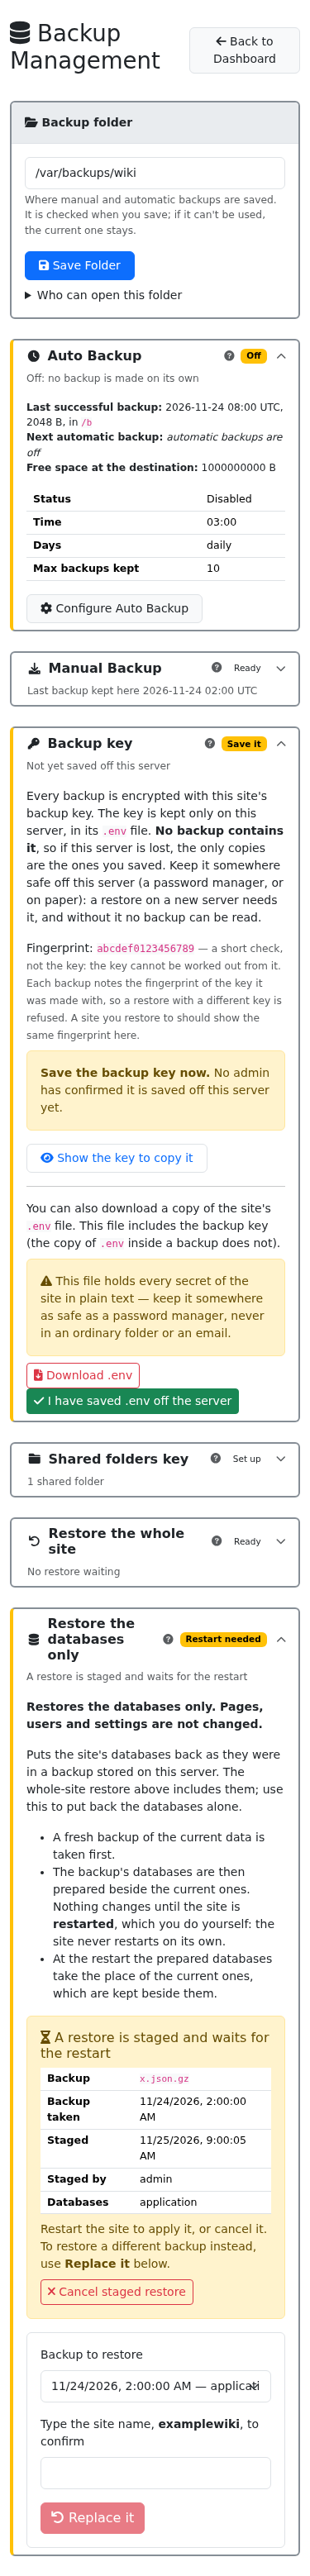 Backup
Management
Back to
Dashboard
Backup folder
/var/backups/wiki
Where manual and automatic backups are saved.
It is checked when you save; if it can't be used,
the current one stays.
Save Folder
Who can open this folder
Auto Backup
Off
Off: no backup is made on its own
Last successful backup: 2026-11-24 08:00 UTC,
2048 B, in /b
Next automatic backup: automatic backups are
off
Free space at the destination: 1000000000 B
Status Disabled
Time 03:00
Days daily
Max backups kept 10
Configure Auto Backup
Manual Backup
Ready
Last backup kept here 2026-11-24 02:00 UTC
Backup key
Save it
Not yet saved off this server
Every backup is encrypted with this site's
backup key. The key is kept only on this
server, in its .env file. No backup contains
it, so if this server is lost, the only copies
are the ones you saved. Keep it somewhere
safe off this server (a password manager, or
on paper): a restore on a new server needs
it, and without it no backup can be read.
Fingerprint: abcdef0123456789 — a short check,
not the key: the key cannot be worked out from it.
Each backup notes the fingerprint of the key it
was made with, so a restore with a different key is
refused. A site you restore to should show the
same fingerprint here.
Save the backup key now. No admin
has confirmed it is saved off this server
yet.
Show the key to copy it
You can also download a copy of the site's
.env file. This file includes the backup key
(the copy of .env inside a backup does not).
This file holds every secret of the
site in plain text — keep it somewhere
as safe as a password manager, never
in an ordinary folder or an email.
Download .env
I have saved .env off the server
Shared folders key
Set up
1 shared folder
Restore the whole
site
Ready
No restore waiting
Restore the
databases
only
Restart needed
A restore is staged and waits for the restart
Restores the databases only. Pages,
users and settings are not changed.
Puts the site's databases back as they were
in a backup stored on this server. The
whole-site restore above includes them; use
this to put back the databases alone.
• A fresh backup of the current data is
taken first.
• The backup's databases are then
prepared beside the current ones.
Nothing changes until the site is
restarted, which you do yourself: the
site never restarts on its own.
• At the restart the prepared databases
take the place of the current ones,
which are kept beside them.
A restore is staged and waits for
the restart
Backup x.json.gz
Backup taken 11/24/2026, 2:00:00 AM
Staged 11/25/2026, 9:00:05 AM
Staged by admin
Databases application
Restart the site to apply it, or cancel it.
To restore a different backup instead,
use Replace it below.
Cancel staged restore
Backup to restore
11/24/2026, 2:00:00 AM — applicati
Type the site name, examplewiki, to
confirm
Replace it